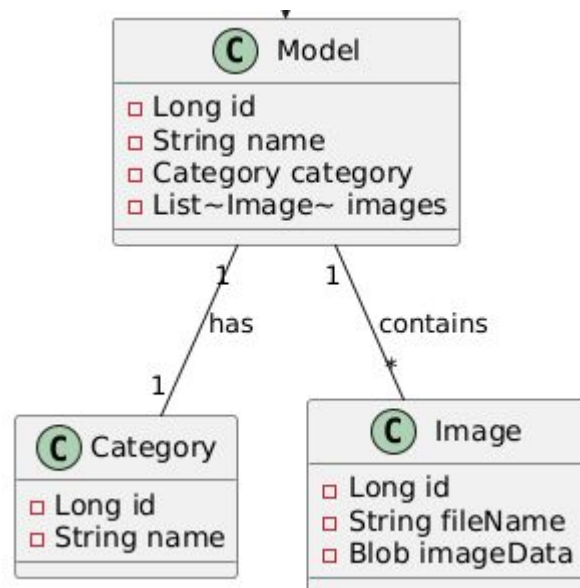 C Model
Long id
String name
Category category
List~Image~ images
1
1
has
contains
1
*
C Category
Long id
String name
C Image
Long id
String fileName
Blob imageData